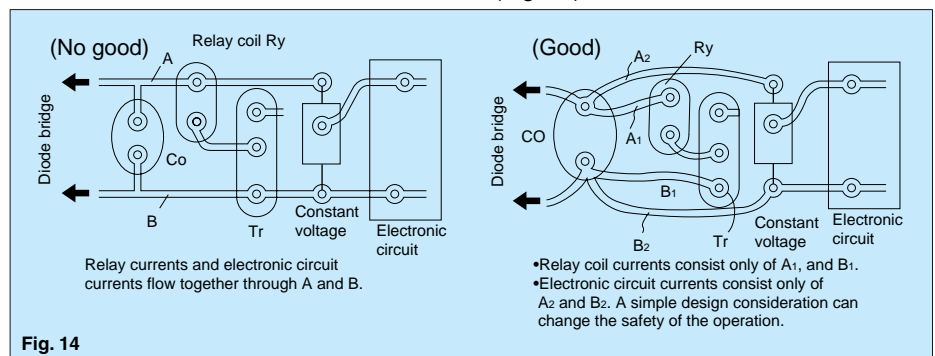 (No good)
Relay coil Ry
A
Diode bridge
Co
B
Tr
Constant
voltage
Electronic
circuit
Relay currents and electronic circuit
currents flow together through A and B.
(Good)
A2
Ry
CO
A1
Diode bridge
B1
B2
Tr
Constant
voltage
Electronic
circuit
•Relay coil currents consist only of A1, and B1.
•Electronic circuit currents consist only of
A2 and B2. A simple design consideration can
change the safety of the operation.
Fig. 14